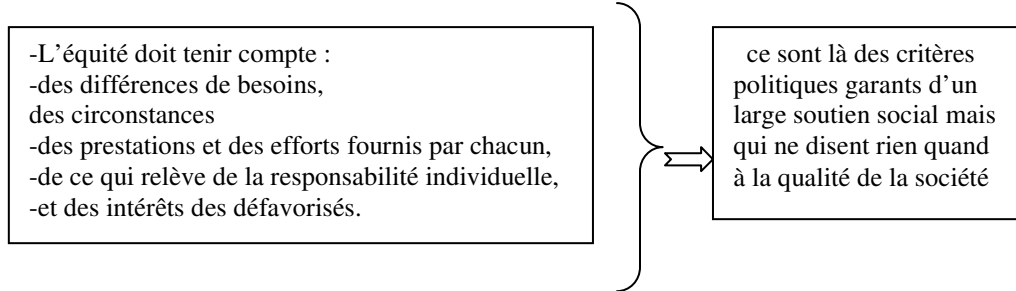 -L'équité doit tenir compte :
-des différences de besoins,
des circonstances
-des prestations et des efforts fournis par chacun,
-de ce qui relève de la responsabilité individuelle,
-et des intérêts des défavorisés.
ce sont là des critères
politiques garants d'un
large soutien social mais
qui ne disent rien quand
à la qualité de la société